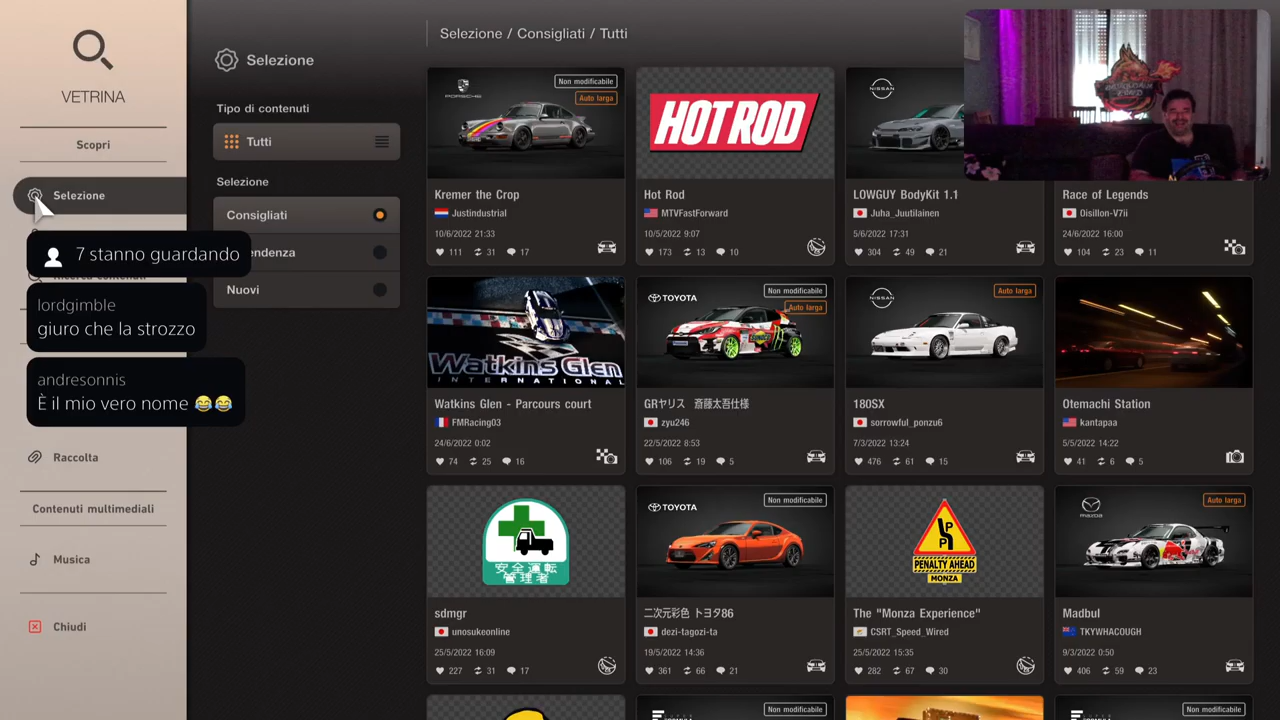 VETRINA
Scopri
Selezione
7 stanno guardando
lordgimble
giuro che la strozzo
andresonnis
È il mio vero nome 😂😂
Raccolta
Contenuti multimediali
Musica
Chiudi
Selezione
Tipo di contenuti
Tutti
Selezione
Consigliati
Nuovi
Selezione / Consigliati / Tutti
PORSCHE
Non modificabile
Auto larga
Kremer the Crop
Justindustrial
10/6/2022 21:33
111 31 17
HOT ROD
Hot Rod
MTVFastForward
10/5/2022 9:07
173 13 10
NISSAN
LOWGUY BodyKit 1.1
Juha_Juutilainen
5/6/2022 17:31
304 49 21
Race of Legends
Oisillon-V7ii
24/6/2022 16:00
104 23 11
Watkins Glen
INTERNATIONAL
Watkins Glen - Parcours court
FMRacing03
24/6/2022 0:02
74 25 16
TOYOTA
Non modificabile
Auto larga
GRヤリス 斎藤太吾仕様
zyu246
22/5/2022 8:53
106 19 5
NISSAN
Auto larga
180SX
sorrowful_ponzu6
7/3/2022 13:24
476 61 15
Otemachi Station
kantapaa
5/5/2022 14:22
41 6 5
安全運転
管理者
sdmgr
unosukeonline
25/5/2022 16:09
227 31 17
TOYOTA
Non modificabile
二次元彩色 トヨタ86
dezi-tagozi-ta
19/5/2022 14:36
361 66 21
P
P
PENALTY AHEAD
MONZA
The "Monza Experience"
CSRT_Speed_Wired
25/5/2022 15:35
282 67 30
mazda
Auto larga
Madbul
TKYWHACOUGH
9/3/2022 0:50
406 59 23
Non modificabile
Non modificabile